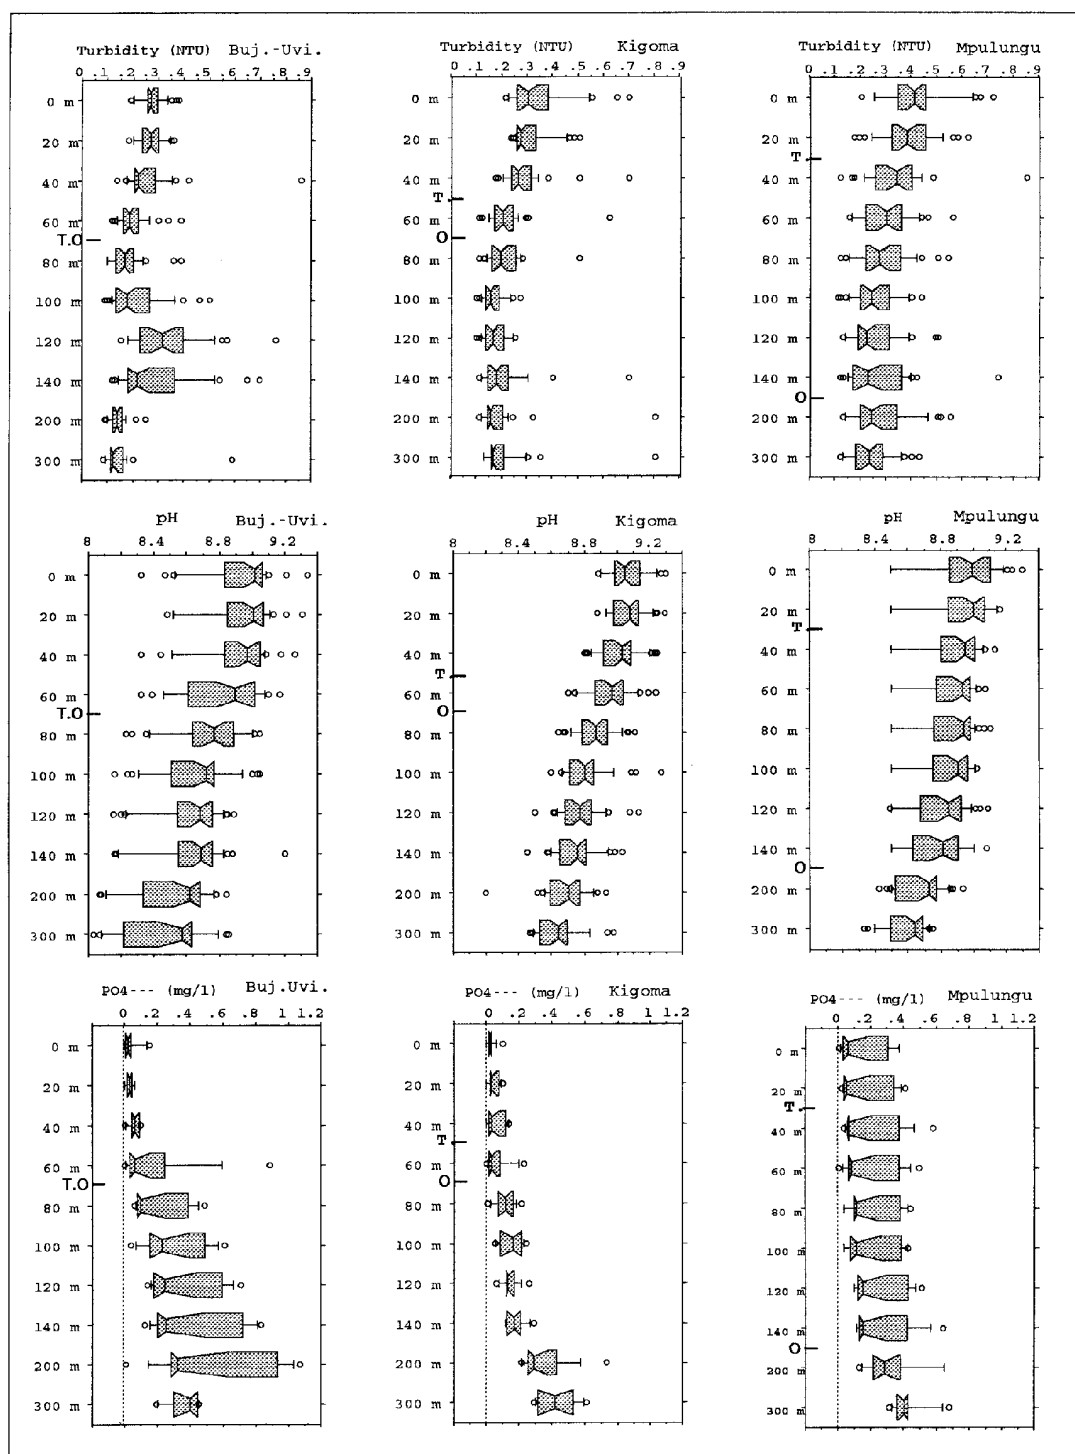 Turbidity (NTU) Buj.-Uvi.
0 .1 .2 .3 .4 .5 .6 .7 .8 .9
0 m
20 m
40 m
60 m
T.O
80 m
100 m
120 m
140 m
200 m
300 m
Turbidity (NTU) Kigoma
0 .1 .2 .3 .4 .5 .6 .7 .8 .9
0 m
20 m
40 m
T
60 m
O
80 m
100 m
120 m
140 m
200 m
300 m
Turbidity (NTU) Mpulungu
0 .1 .2 .3 .4 .5 .6 .7 .8 .9
0 m
20 m
T
40 m
60 m
80 m
100 m
120 m
140 m
O
200 m
300 m
pH Buj.-Uvi.
8 8.4 8.8 9.2
0 m
20 m
40 m
60 m
T.O
80 m
100 m
120 m
140 m
200 m
300 m
pH Kigoma
8 8.4 8.8 9.2
0 m
20 m
40 m
T
60 m
O
80 m
100 m
120 m
140 m
200 m
300 m
pH Mpulungu
8 8.4 8.8 9.2
0 m
20 m
T
40 m
60 m
80 m
100 m
120 m
140 m
O
200 m
300 m
PO4--- (mg/l) Buj.Uvi.
0 .2 .4 .6 .8 1 1.2
0 m
20 m
40 m
60 m
T.O
80 m
100 m
120 m
140 m
200 m
300 m
PO4--- (mg/l) Kigoma
0 .2 .4 .6 .8 1 1.2
0 m
20 m
40 m
T
60 m
O
80 m
100 m
120 m
140 m
200 m
300 m
PO4--- (mg/l) Mpulungu
0 .2 .4 .6 .8 1 1.2
0 m
20 m
T.
40 m
60 m
80 m
100 m
120 m
140 m
O
200 m
300 m